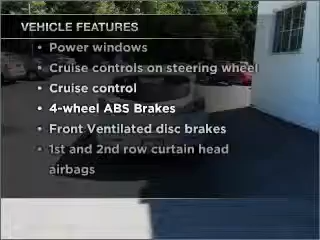 VEHICLE FEATURES
• Power windows
• Cruise controls on steering wheel
• Cruise control
• 4-wheel ABS Brakes
• Front Ventilated disc brakes
• 1st and 2nd row curtain head
airbags